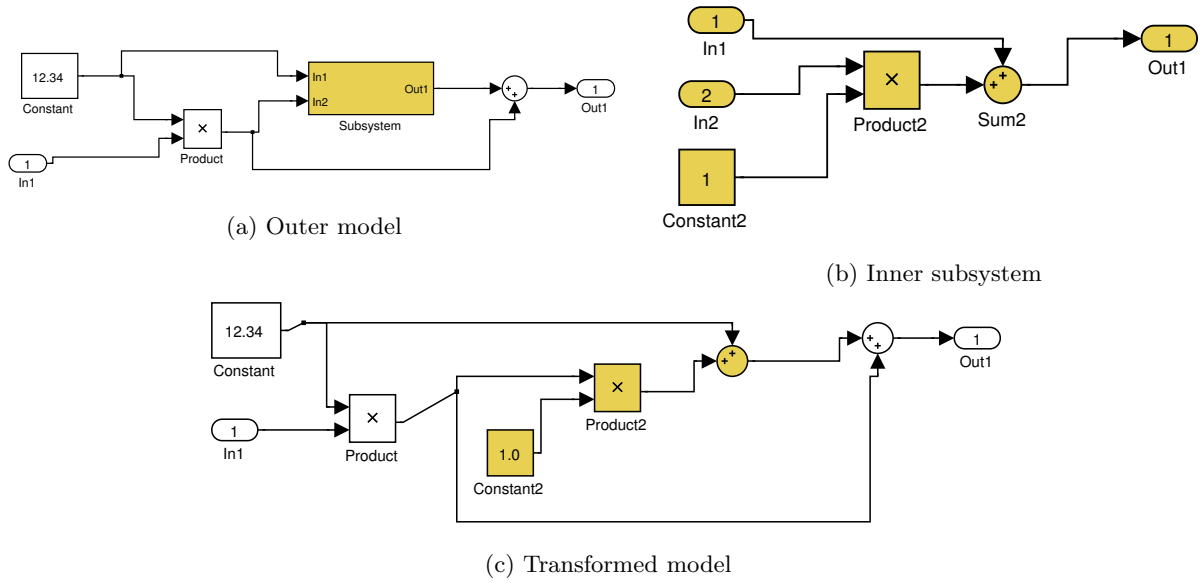 12.34
Constant
In1
In2
Out1
Subsystem
1
Out1
×
Product
1
In1
(a) Outer model
1
In1
2
In2
×
Product2
Sum2
1
Out1
1
Constant2
(b) Inner subsystem
12.34
Constant
1
In1
×
Product
1.0
Constant2
×
Product2
1
Out1
(c) Transformed model